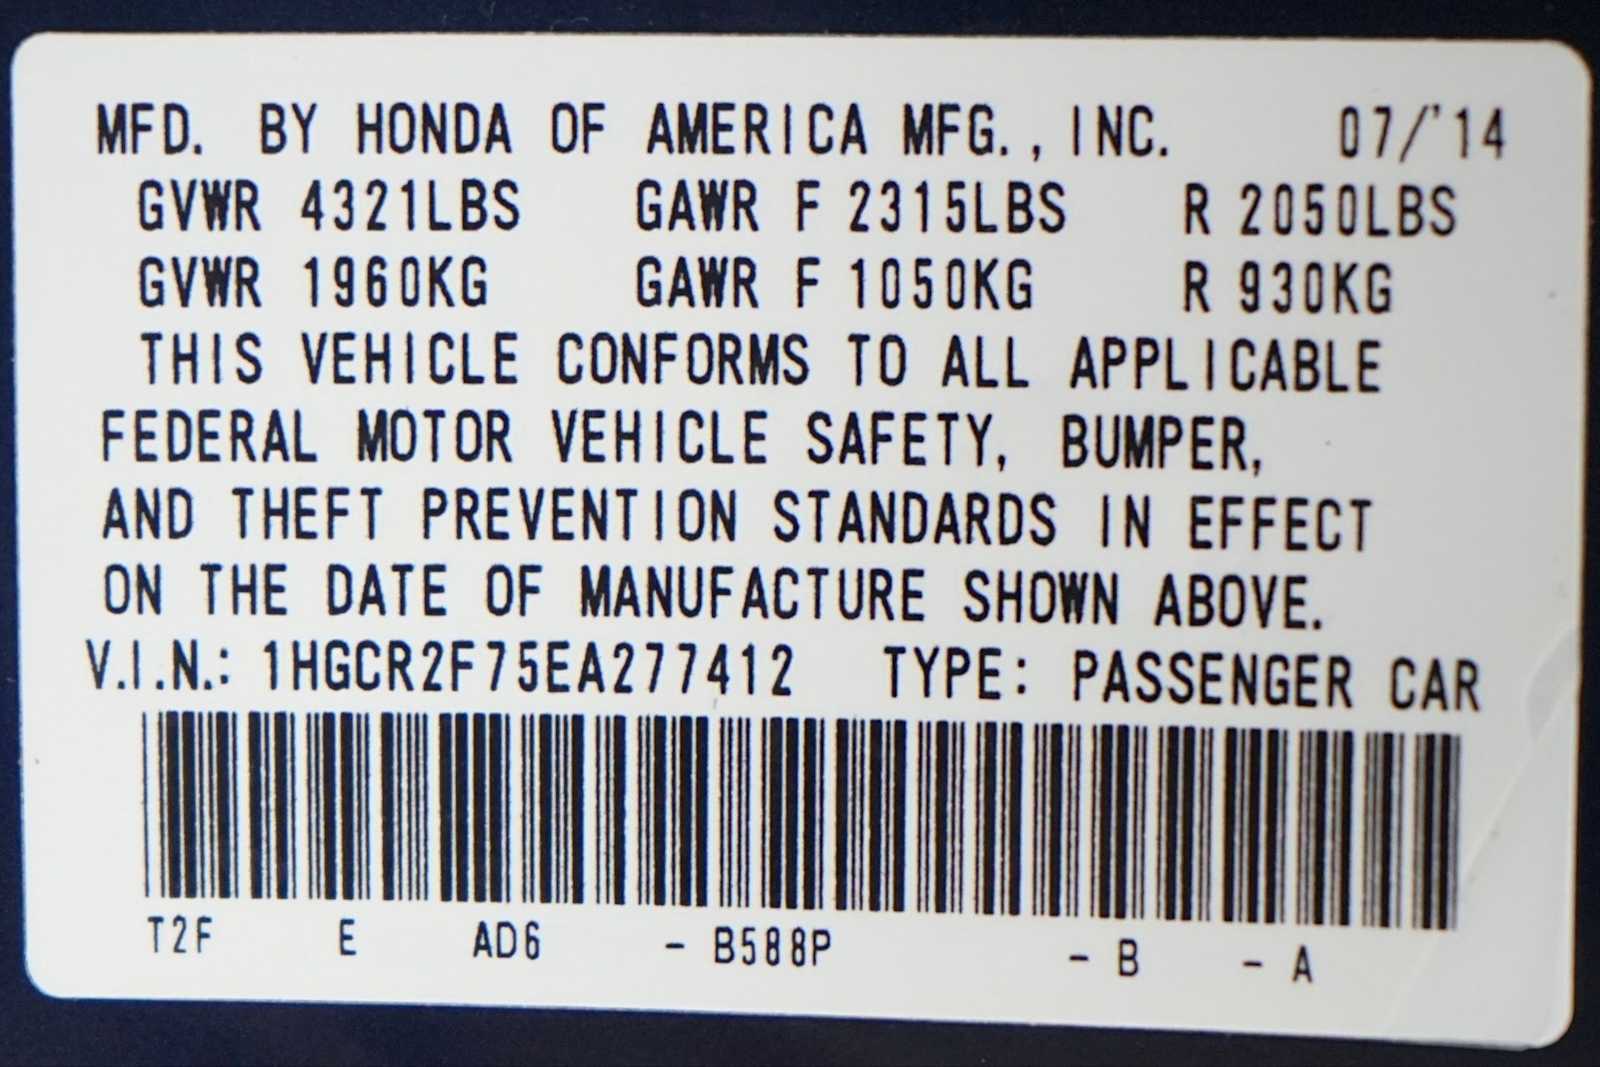 MFD. BY HONDA OF AMERICA MFG., INC. 07/'14
GVWR 4321LBS GAWR F 2315LBS R 2050LBS
GVWR 1960KG GAWR F 1050KG R 930KG
THIS VEHICLE CONFORMS TO ALL APPLICABLE
FEDERAL MOTOR VEHICLE SAFETY, BUMPER,
AND THEFT PREVENTION STANDARDS IN EFFECT
ON THE DATE OF MANUFACTURE SHOWN ABOVE.
V.I.N.: 1HGCR2F75EA277412 TYPE: PASSENGER CAR
T2F E AD6 - B588P - B - A